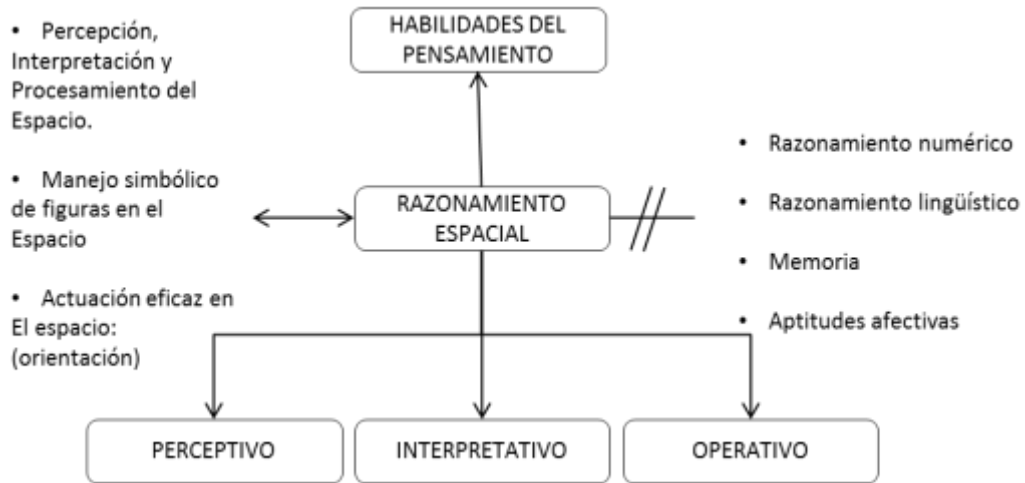 HABILIDADES DEL
PENSAMIENTO
• Percepción,
Interpretación y
Procesamiento del
Espacio.
• Manejo simbólico
de figuras en el
Espacio
• Actuación eficaz en
El espacio:
(orientación)
RAZONAMIENTO
ESPACIAL
• Razonamiento numérico
• Razonamiento lingüístico
• Memoria
• Aptitudes afectivas
PERCEPTIVO
INTERPRETATIVO
OPERATIVO